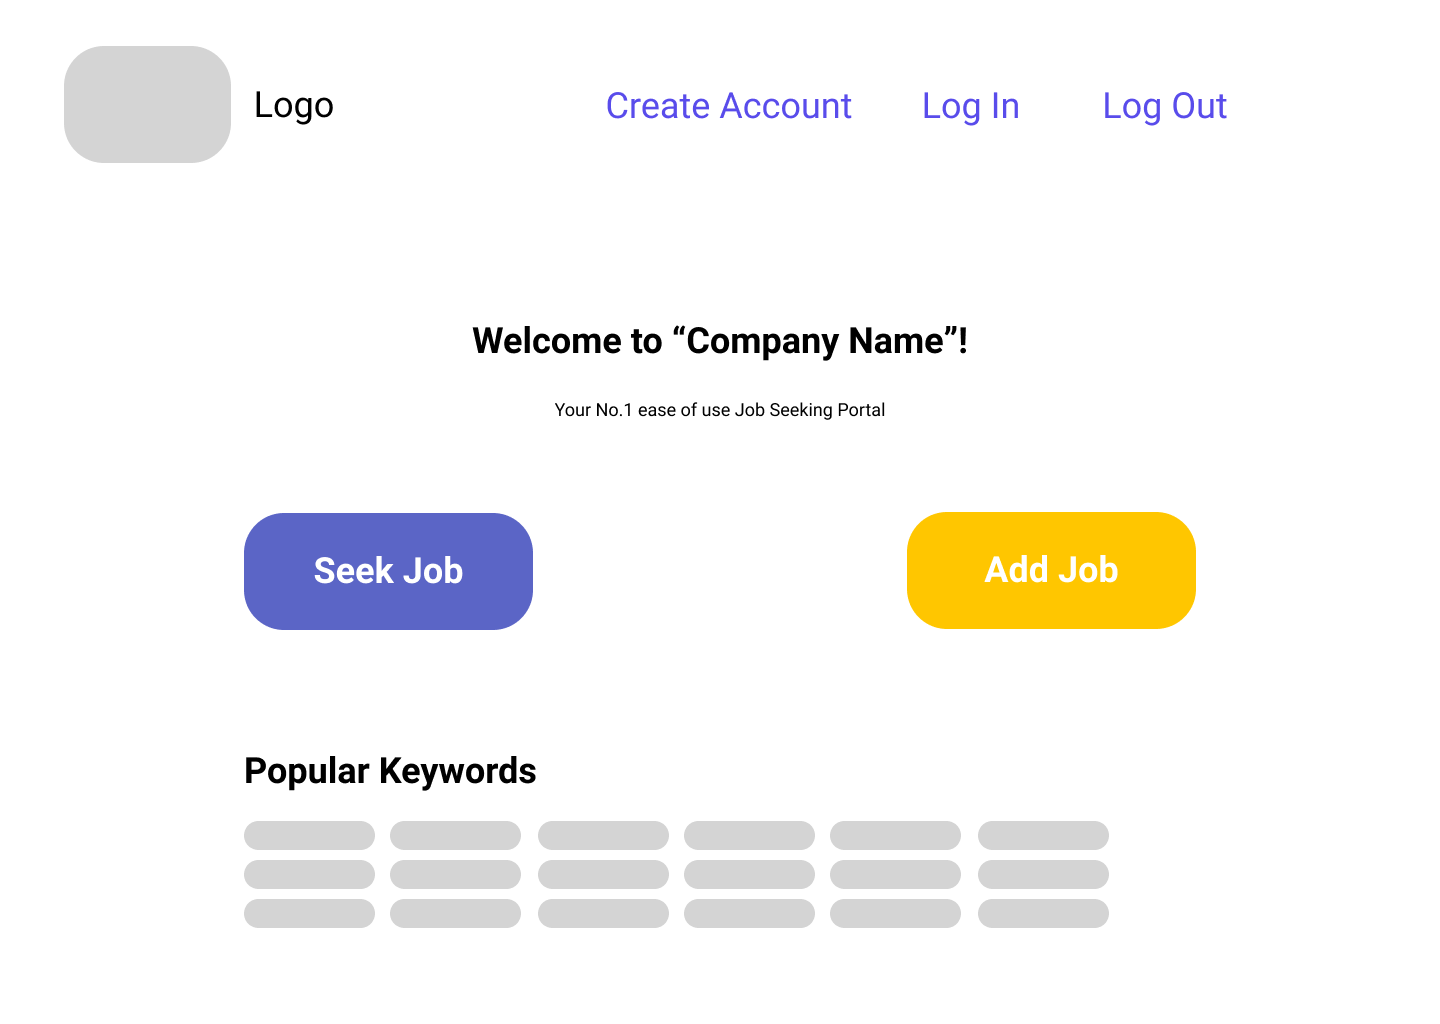 Logo
Create Account
Log In
Log Out
Welcome to “Company Name”!
Your No.1 ease of use Job Seeking Portal
Seek Job
Add Job
Popular Keywords